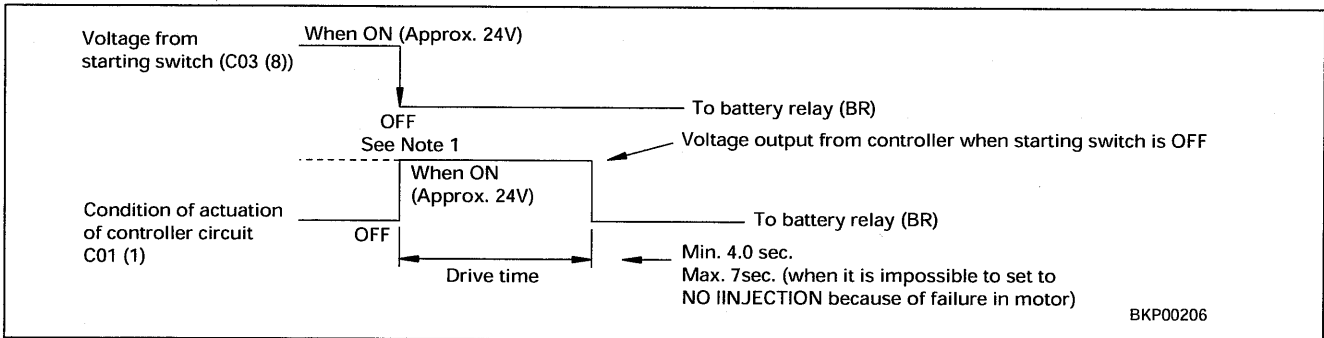 Voltage from
starting switch (C03 (8))
When ON (Approx. 24V)
To battery relay (BR)
OFF
See Note 1
Voltage output from controller when starting switch is OFF
When ON
(Approx. 24V)
Condition of actuation
of controller circuit
C01 (1)
OFF
To battery relay (BR)
Drive time
Min. 4.0 sec.
Max. 7sec. (when it is impossible to set to
NO IINJECTION because of failure in motor)
BKP00206